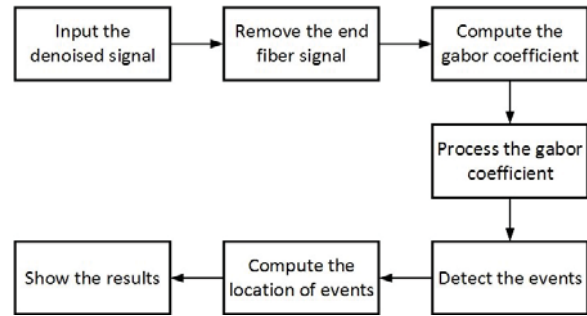 Input the
denoised signal
Remove the end
fiber signal
Compute the
gabor coefficient
Process the gabor
coefficient
Detect the events
Compute the
location of events
Show the results